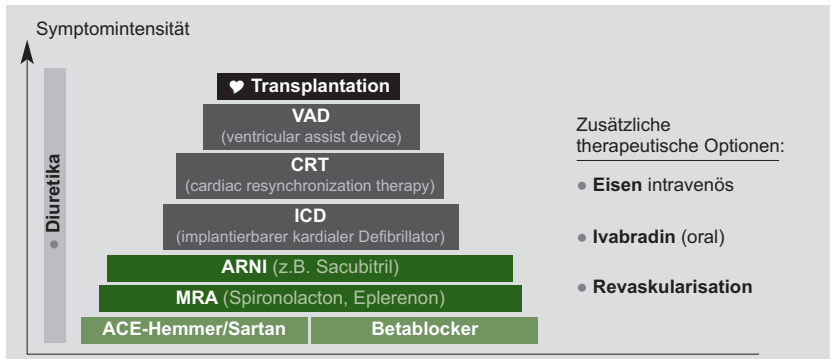 Symptomintensität
Diuretika
Transplantation
VAD
(ventricular assist device)
CRT
(cardiac resynchronization therapy)
ICD
(implantierbarer kardialer Defibrillator)
ARNI (z.B. Sacubitril)
MRA (Spironolacton, Eplerenon)
ACE-Hemmer/Sartan
Betablocker
Zusätzliche
therapeutische Optionen:
Eisen intravenös
Ivabradin (oral)
Revaskularisation